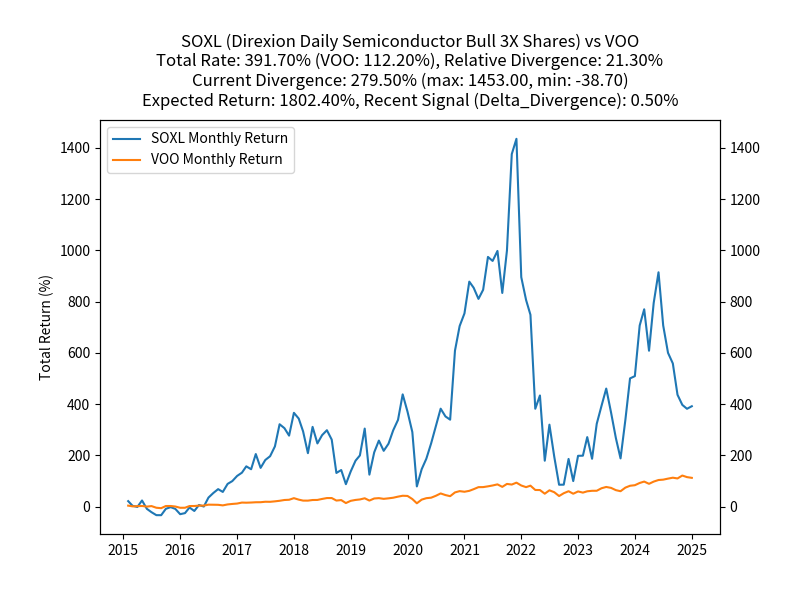 SOXL (Direxion Daily Semiconductor Bull 3X Shares) vs VOO
Total Rate: 391.70% (VOO: 112.20%), Relative Divergence: 21.30%
Current Divergence: 279.50% (max: 1453.00, min: -38.70)
Expected Return: 1802.40%, Recent Signal (Delta_Divergence): 0.50%
SOXL Monthly Return
VOO Monthly Return
Total Return (%)
1400
1200
1000
800
600
400
200
0
1400
1200
1000
800
600
400
200
0
2015 2016 2017 2018 2019 2020 2021 2022 2023 2024 2025